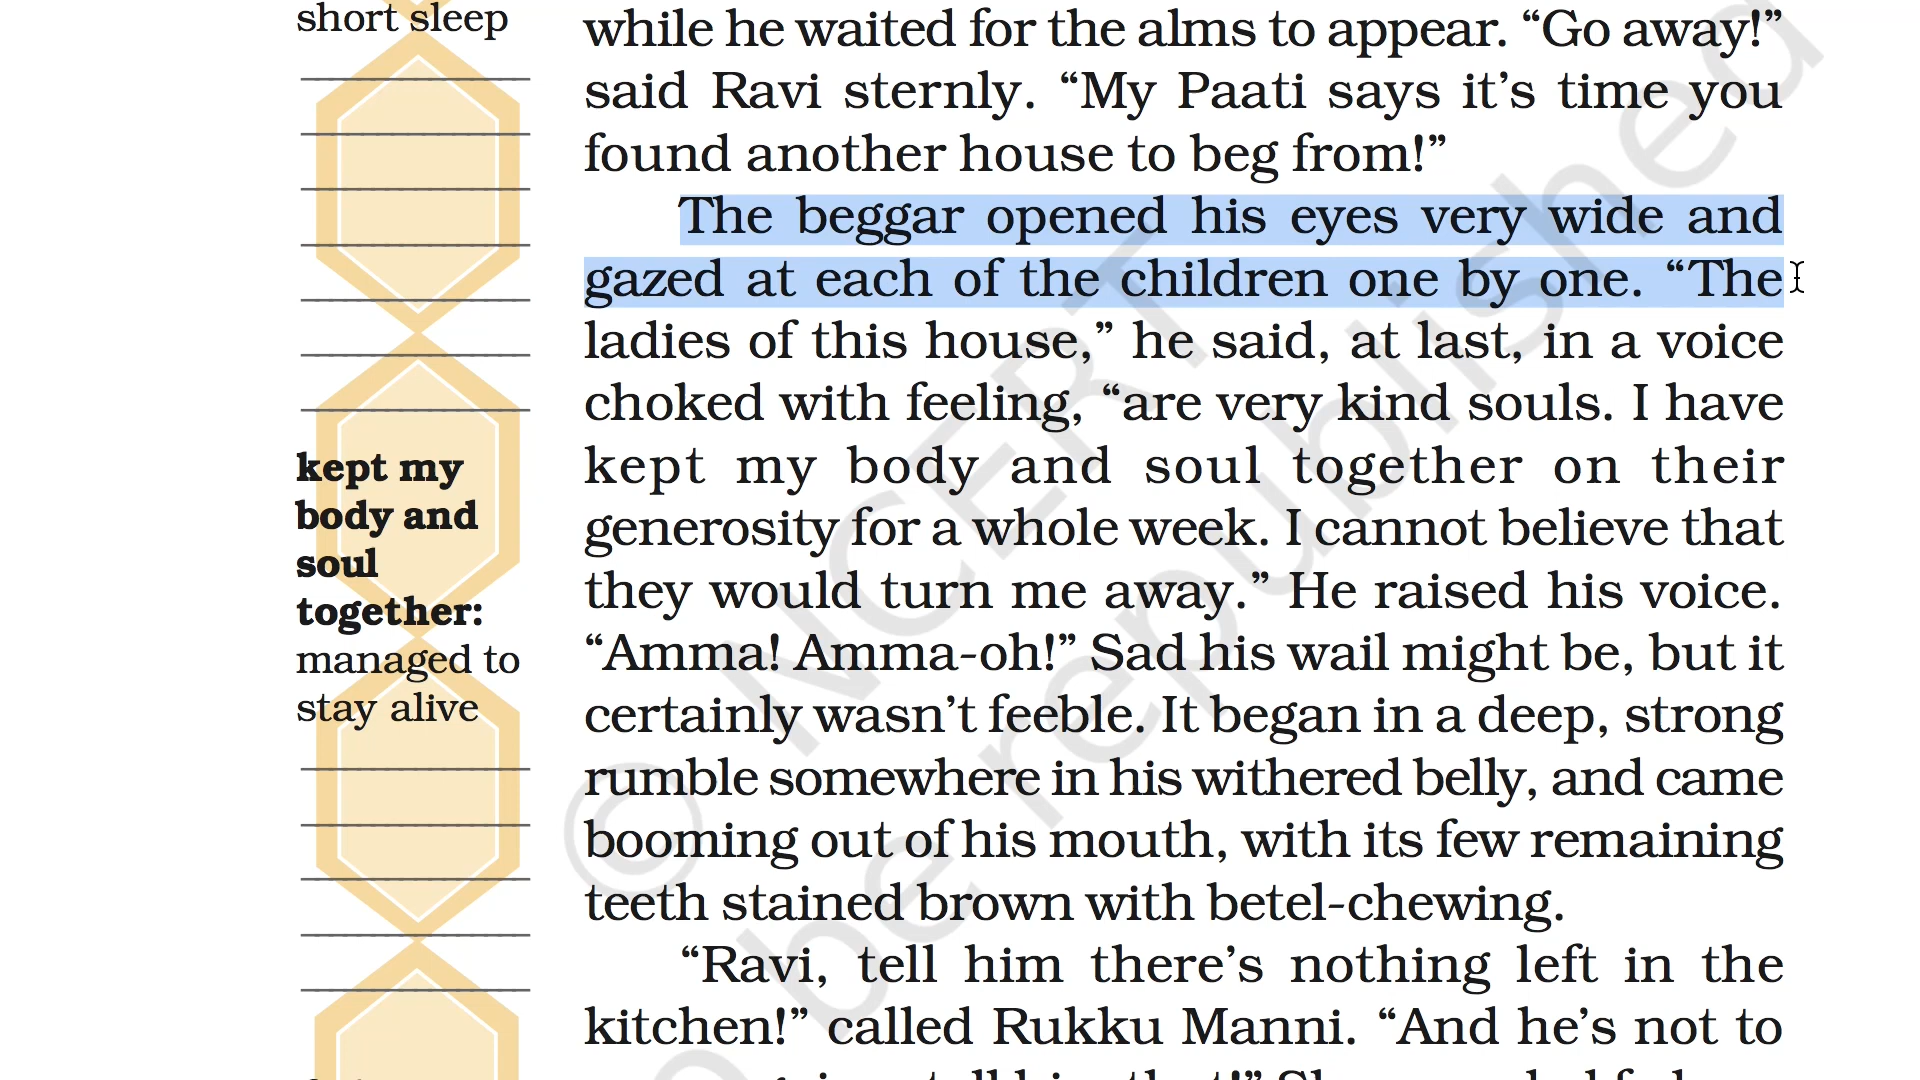 short sleep
kept my
body and
soul
together:
managed to
stay alive
while he waited for the alms to appear. “Go away!”
said Ravi sternly. “My Paati says it’s time you
found another house to beg from!”
The beggar opened his eyes very wide and
gazed at each of the children one by one. “The
ladies of this house,” he said, at last, in a voice
choked with feeling, “are very kind souls. I have
kept my body and soul together on their
generosity for a whole week. I cannot believe that
they would turn me away.” He raised his voice.
“Amma! Amma-oh!” Sad his wail might be, but it
certainly wasn’t feeble. It began in a deep, strong
rumble somewhere in his withered belly, and came
booming out of his mouth, with its few remaining
teeth stained brown with betel-chewing.
“Ravi, tell him there’s nothing left in the
kitchen!” called Rukku Manni. “And he’s not to
© NCERT
be republished